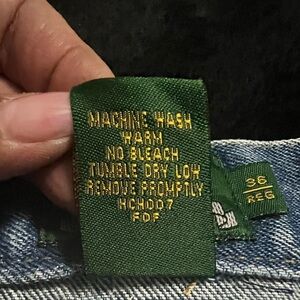 MACHINE WASH
WARM
NO BLEACH
TUMBLE DRY LOW
REMOVE PROMPTLY
HCH007
FOF
36
REG